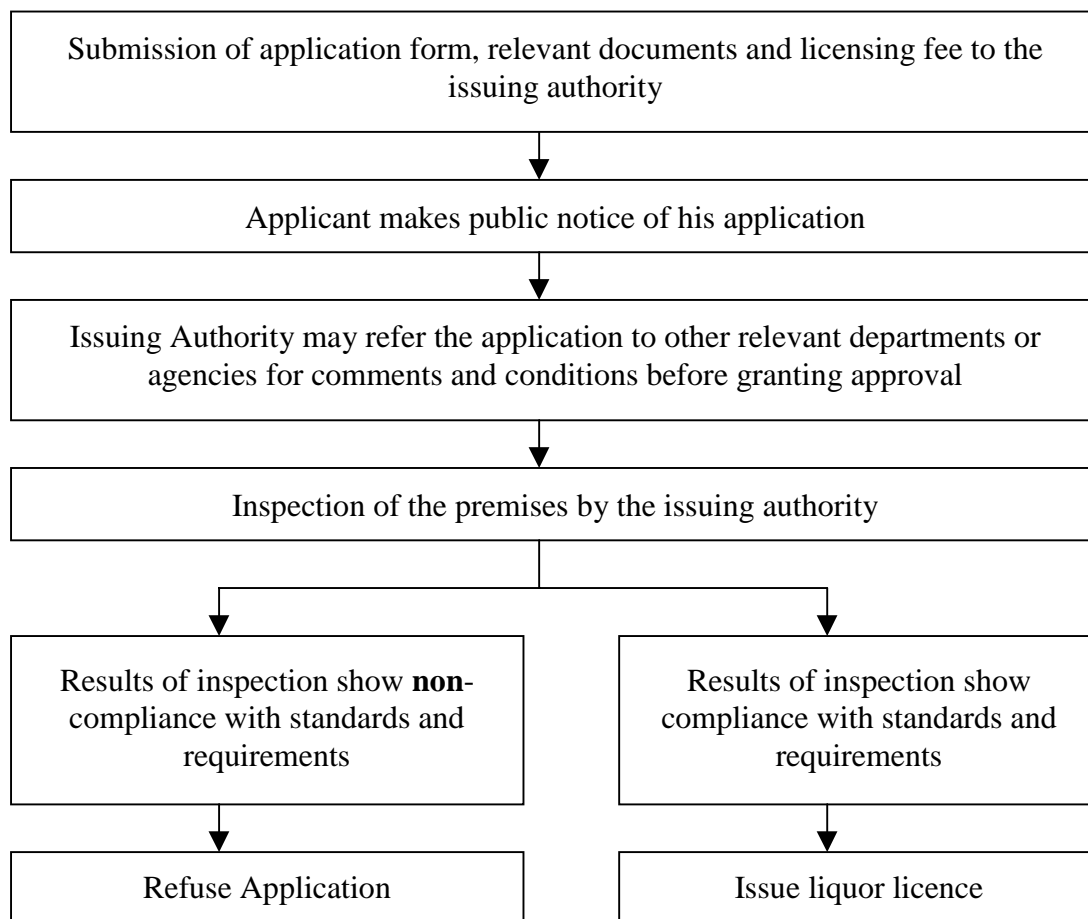 Submission of application form, relevant documents and licensing fee to the
issuing authority
Applicant makes public notice of his application
Issuing Authority may refer the application to other relevant departments or
agencies for comments and conditions before granting approval
Inspection of the premises by the issuing authority
Results of inspection show non-
compliance with standards and
requirements
Results of inspection show
compliance with standards and
requirements
Refuse Application
Issue liquor licence